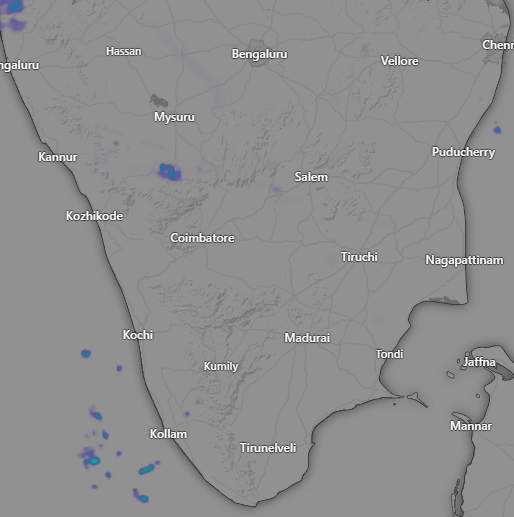 Hassan
Bengaluru
Chenn
ngaluru
Vellore
Mysuru
Kannur
Puducherry
Salem
Kozhikode
Coimbatore
Tiruchi
Nagapattinam
Kochi
Madurai
Tondi
Kumily
Jaffna
Mannar
Kollam
Tirunelveli